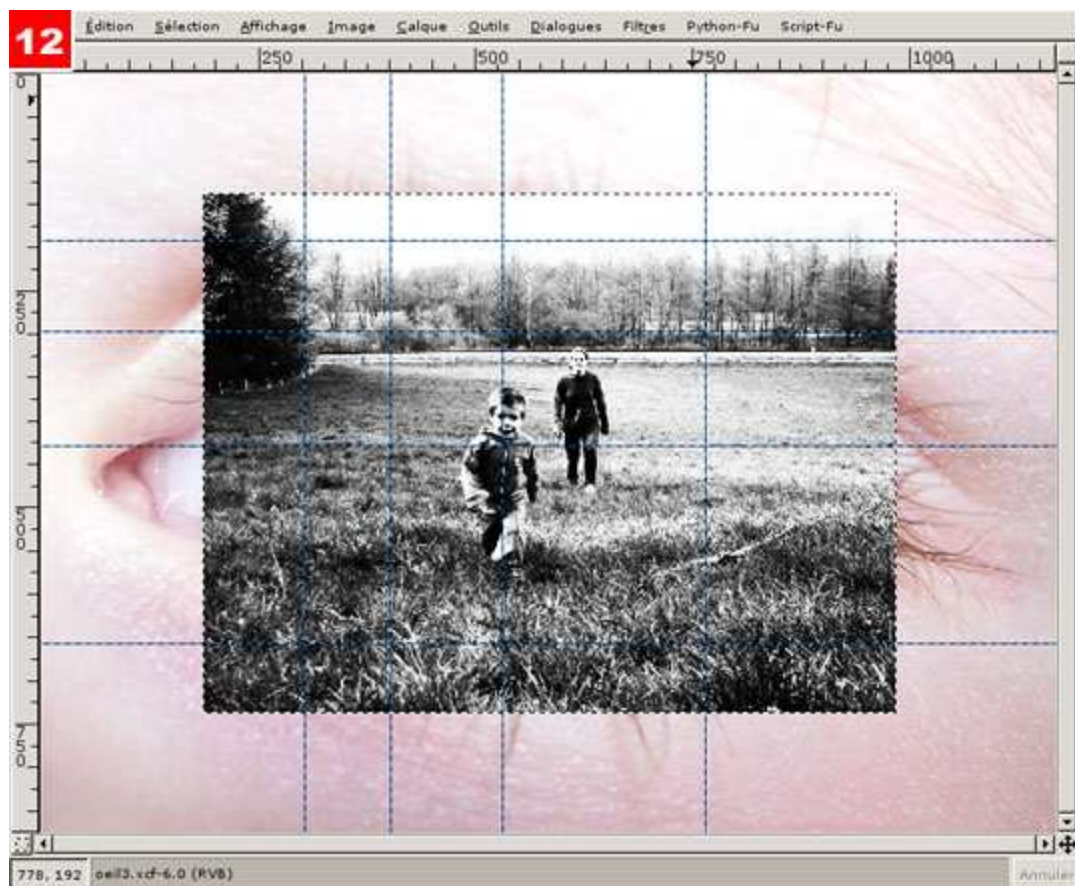 12
Édition Sélection Affichage Image Calque Outils Dialogues Filtres Python-Fu Script-Fu
250 500 750 1000
0
250
500
750
778, 192 oeil3.xcf-6.0 (RVB) Annuler